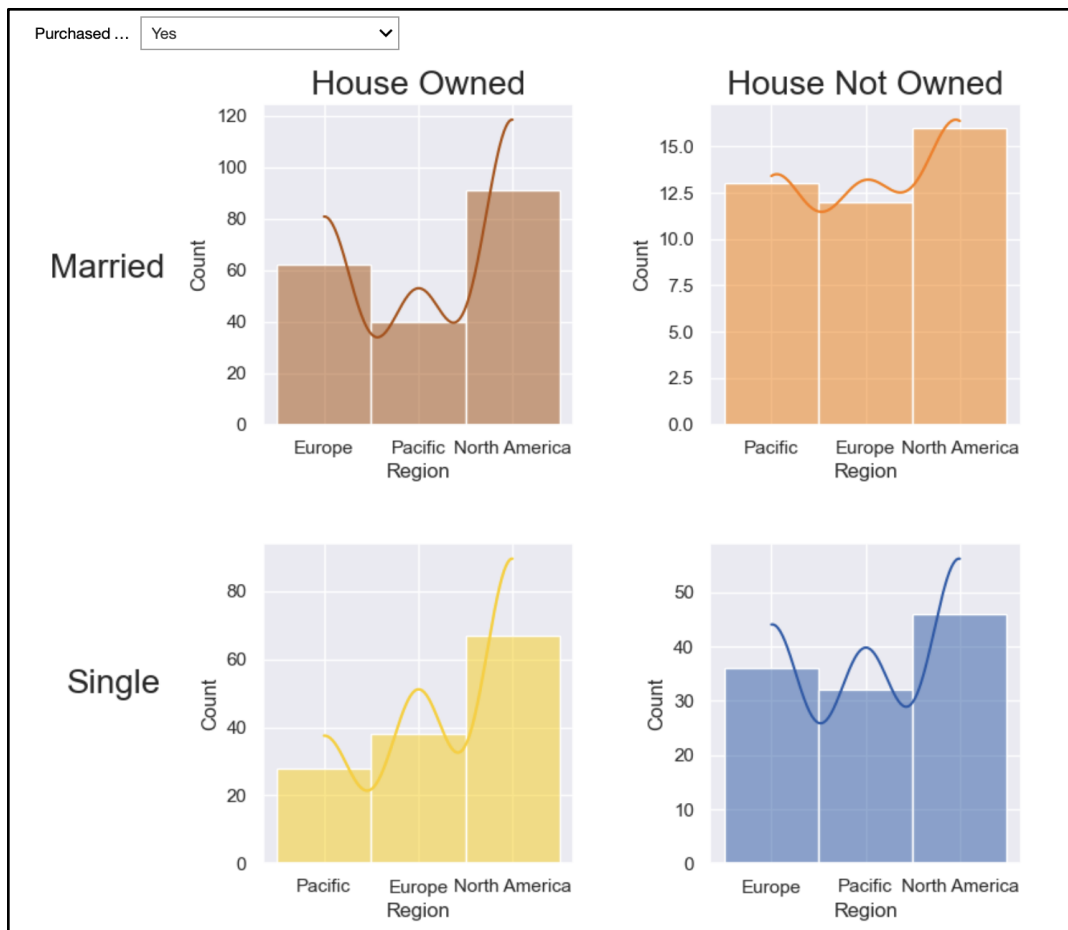 Purchased ... Yes
House Owned
House Not Owned
Married
120
100
80
60
40
20
0
Count
Europe Pacific North America
Region
15.0
12.5
10.0
7.5
5.0
2.5
0.0
Count
Pacific Europe North America
Region
Single
80
60
40
20
0
Count
Pacific Europe North America
Region
50
40
30
20
10
0
Count
Europe Pacific North America
Region